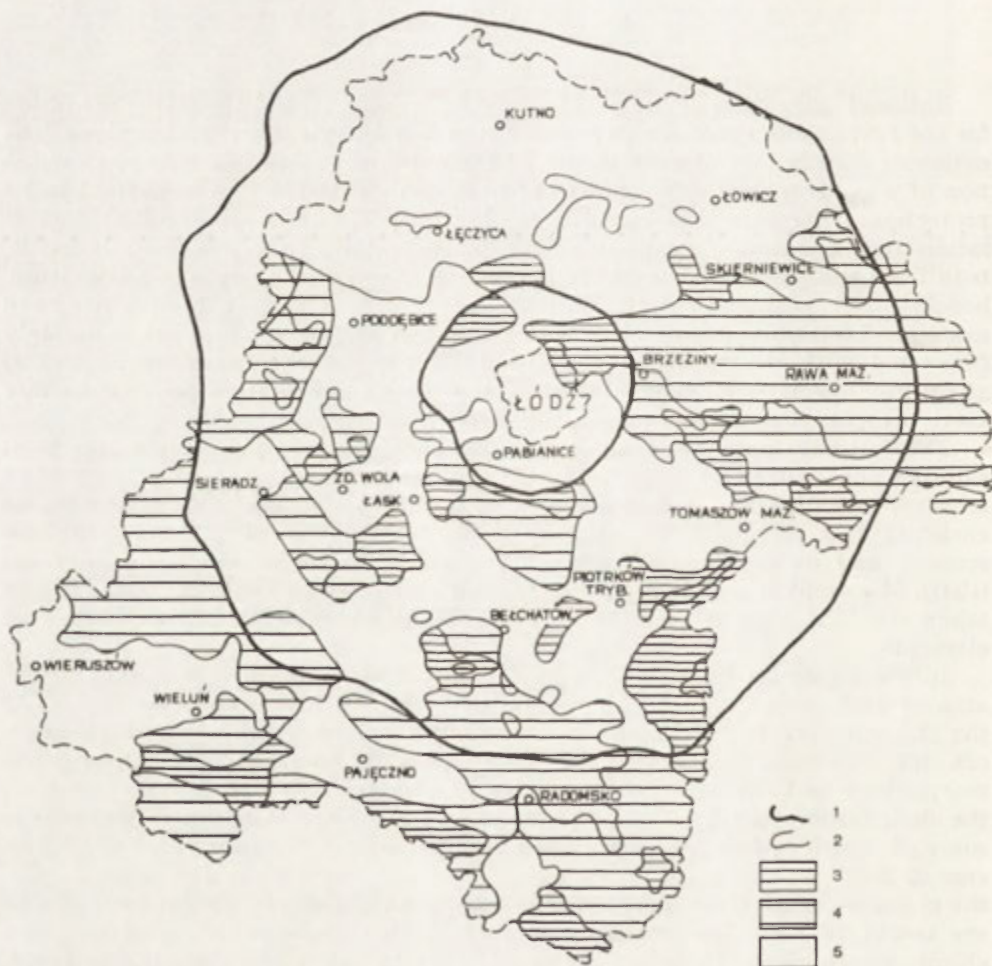 KUTNO
ŁOWICZ
ŁĘCZYCA
SKIERNIEWICE
PODDĘBICE
BRZEZINY
RAWA MAZ.
ŁÓDŹ
PABIANICE
SIERADZ
ZD. WOLA
ŁASK
TOMASZÓW MAZ.
PIOTRKÓW
TRYB.
BEŁCHATÓW
WIERUSZÓW
WIELUŃ
PAJĘCZNO
RADOMSKO
1
2
3
4
5